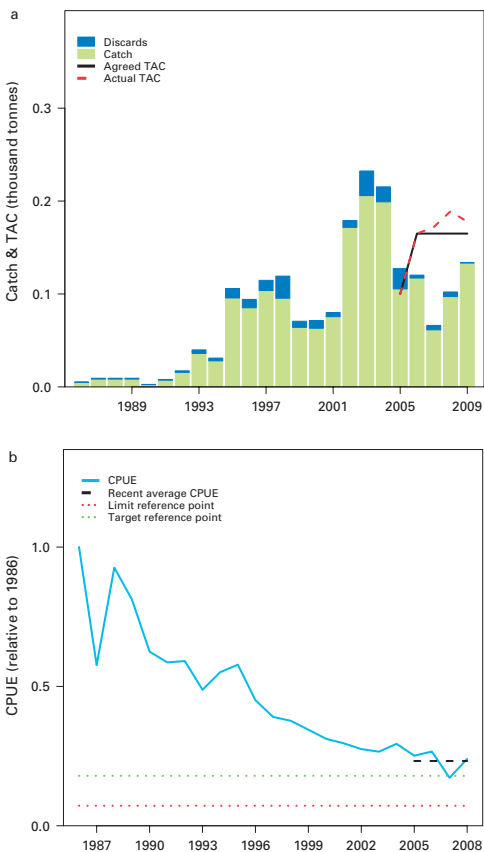 a
Discards
Catch
Agreed TAC
Actual TAC
Catch & TAC (thousand tonnes)
0.3
0.2
0.1
0.0
1989 1993 1997 2001 2005 2009
b
CPUE
Recent average CPUE
Limit reference point
Target reference point
CPUE (relative to 1986)
1.0
0.5
0.0
1987 1990 1993 1996 1999 2002 2005 2008